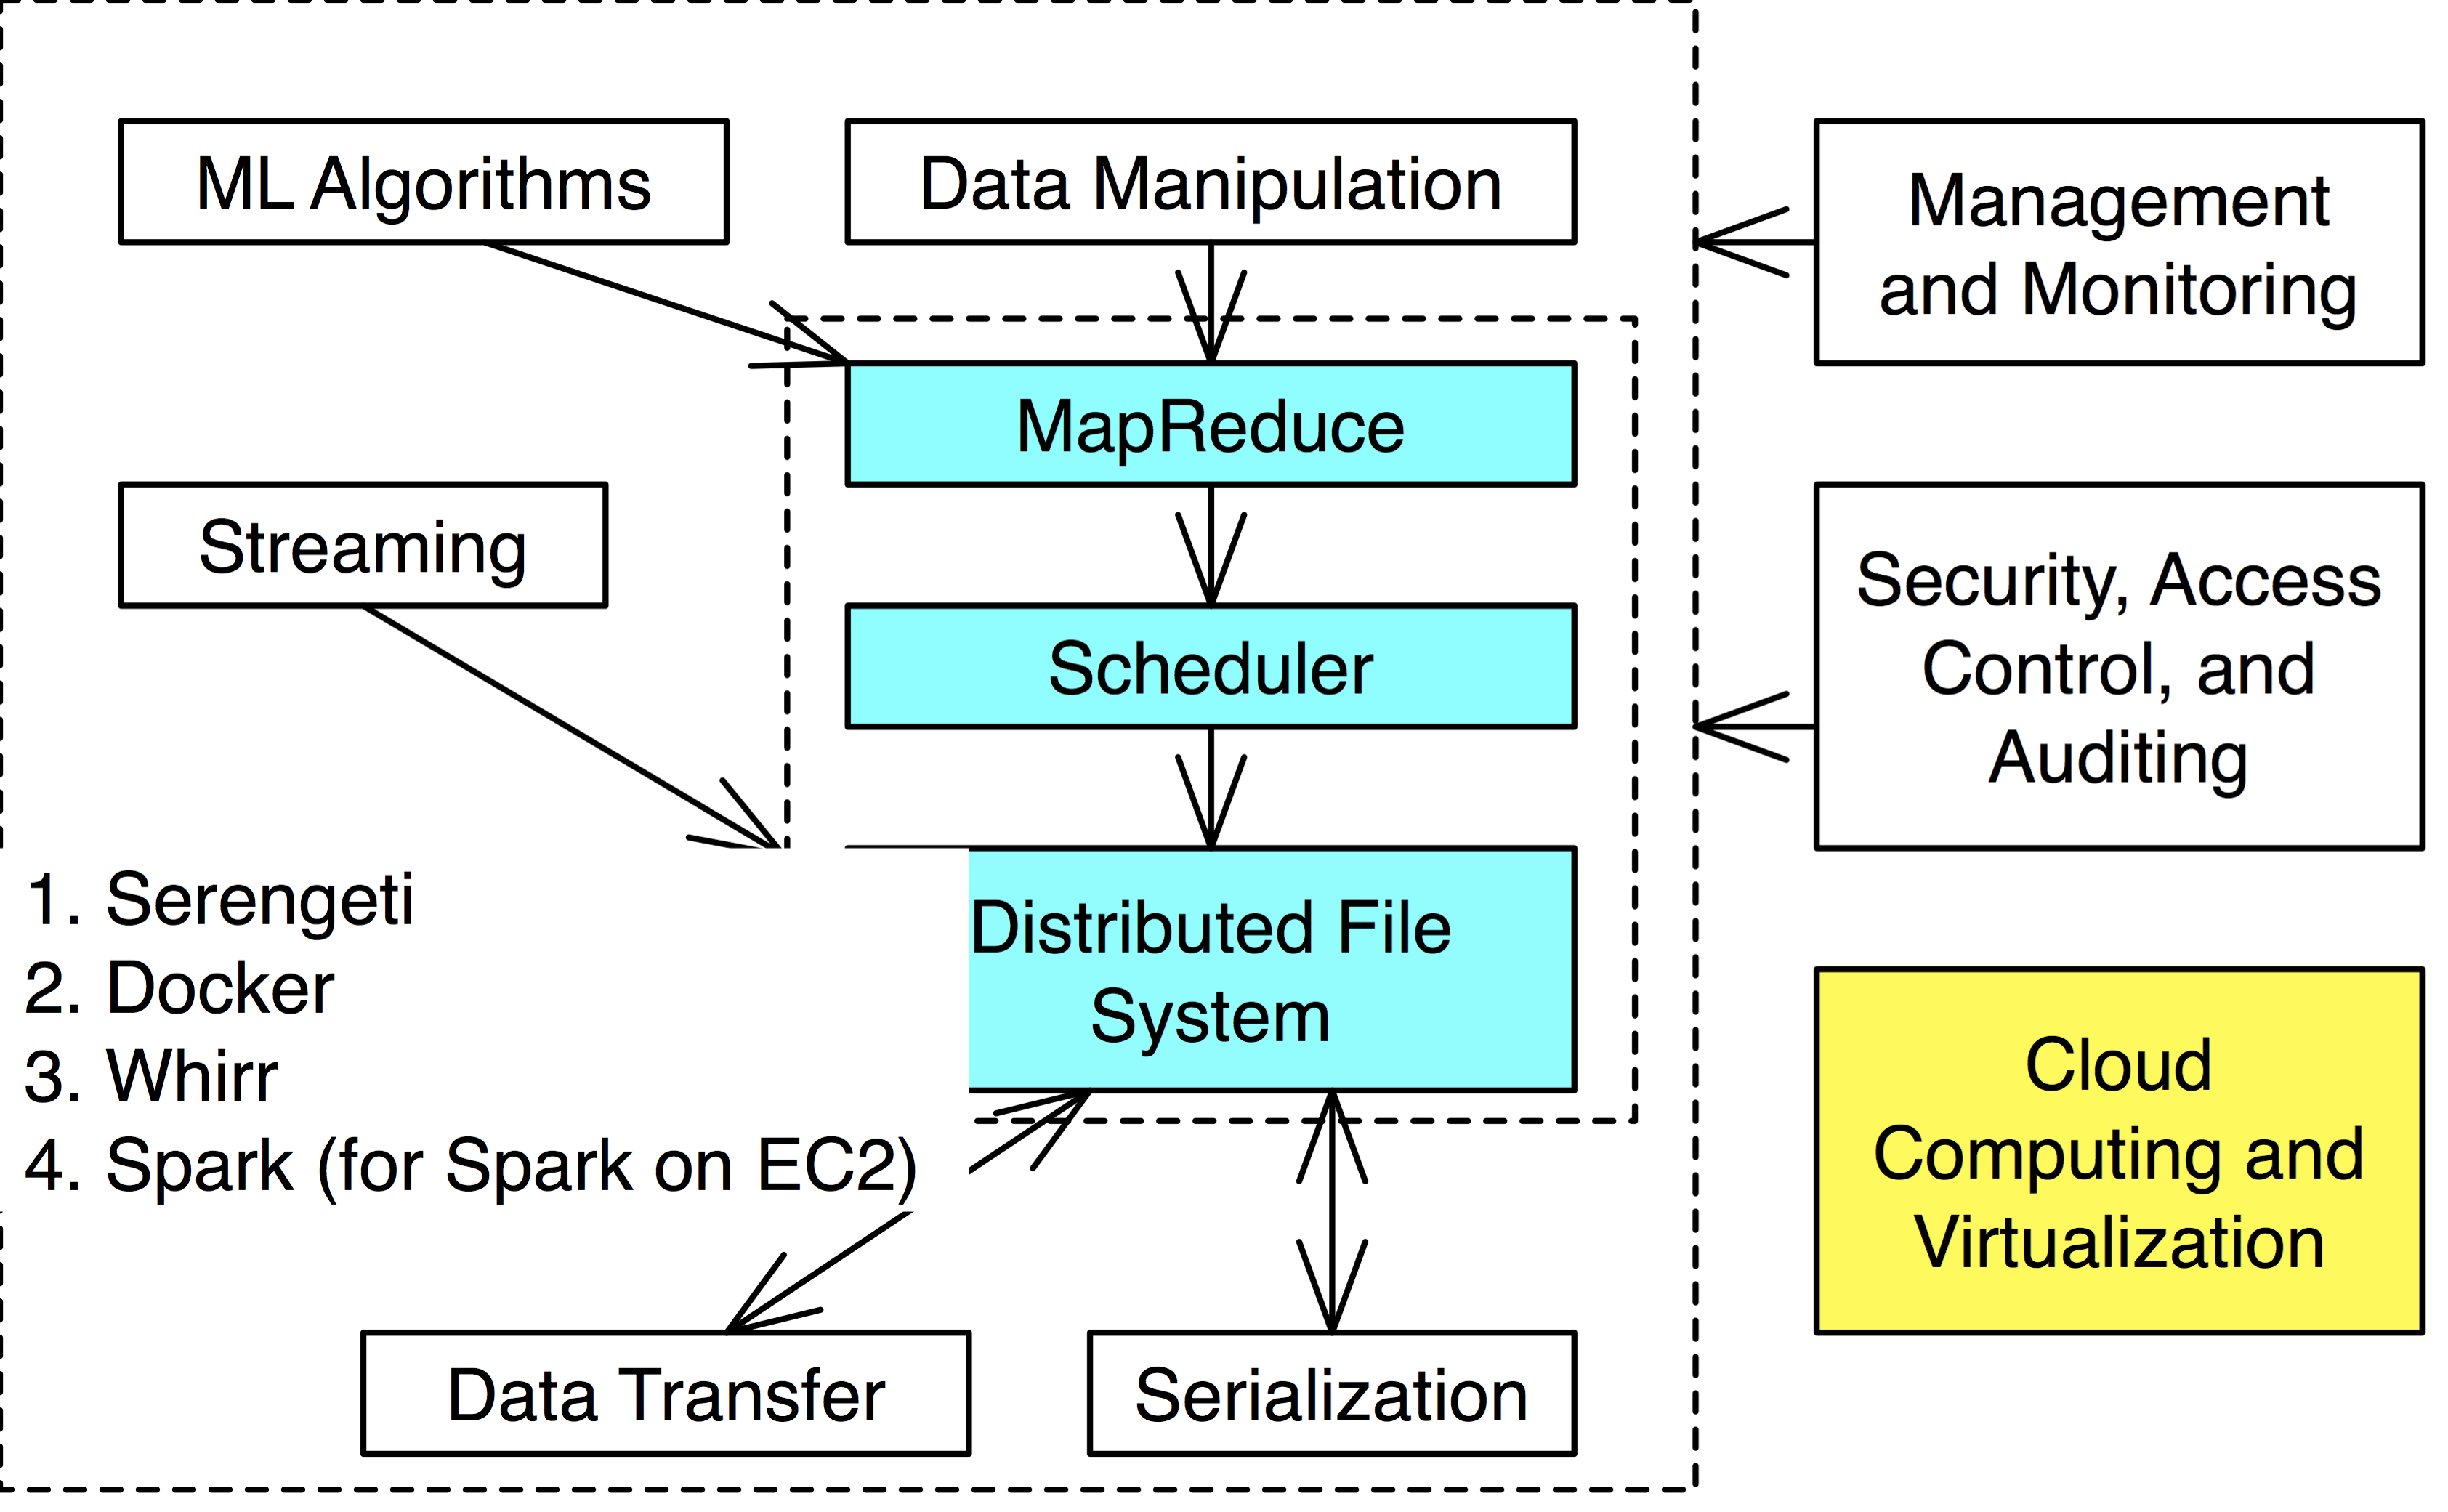 ML Algorithms
Data Manipulation
Management
and Monitoring
MapReduce
Streaming
Security, Access
Control, and
Auditing
Scheduler
1. Serengeti
2. Docker
3. Whirr
4. Spark (for Spark on EC2)
Distributed File
System
Cloud
Computing and
Virtualization
Data Transfer
Serialization